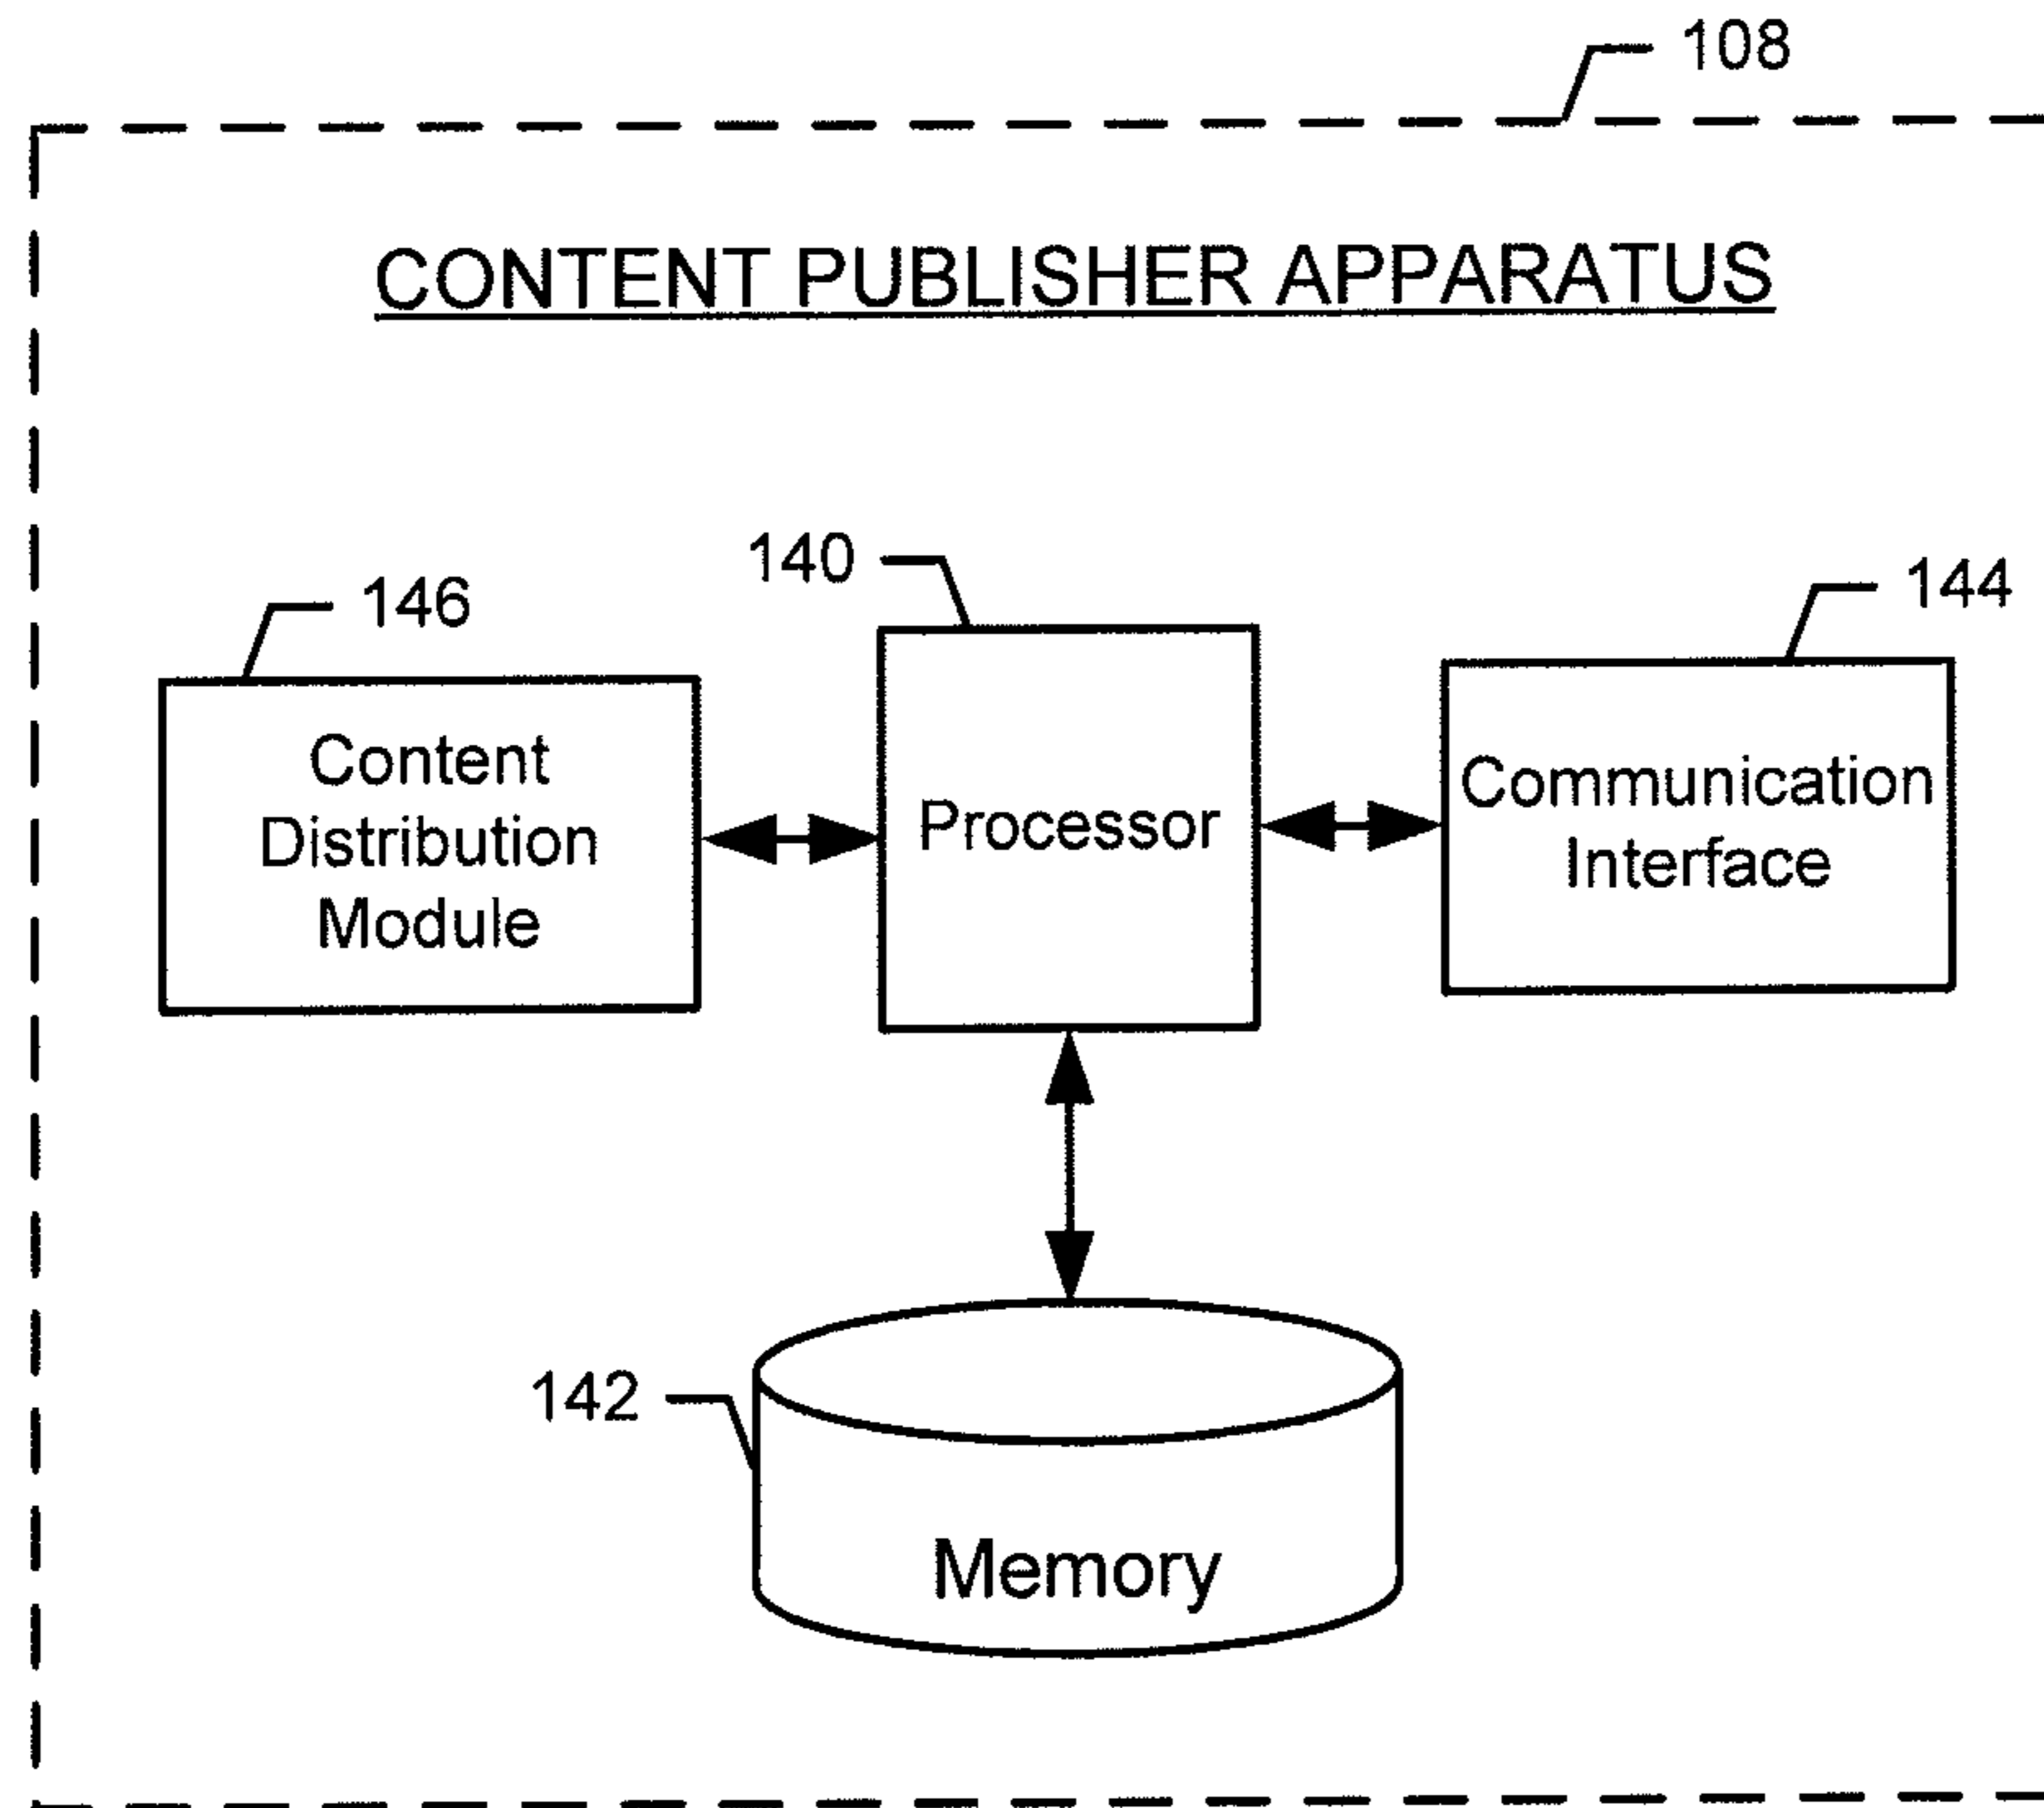 108
CONTENT PUBLISHER APPARATUS
140
144
146
Content
Distribution
Module
Processor
Communication
Interface
142
Memory